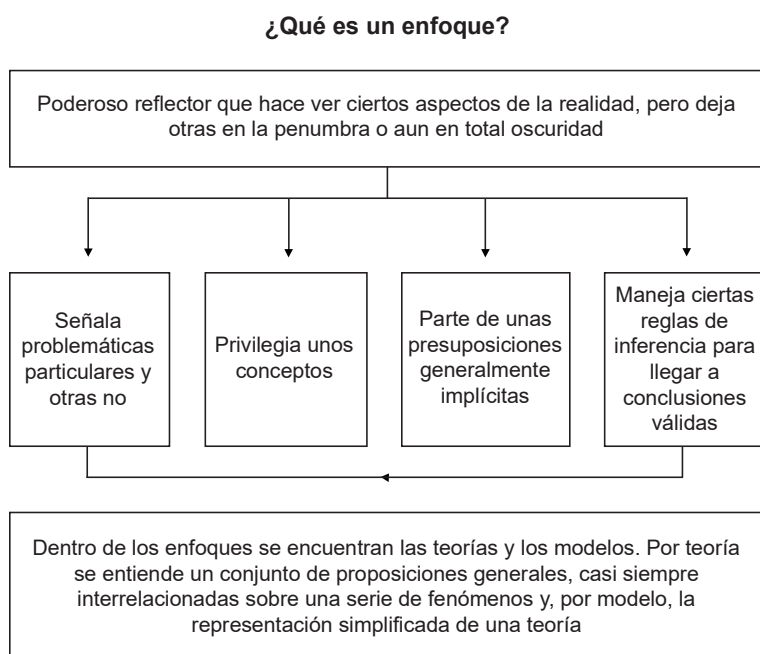 ¿Qué es un enfoque?
Poderoso reflector que hace ver ciertos aspectos de la realidad, pero deja
otras en la penumbra o aun en total oscuridad
Señala
problemáticas
particulares y
otras no
Privilegia unos
conceptos
Parte de unas
presuposiciones
generalmente
implícitas
Maneja ciertas
reglas de
inferencia para
llegar a
conclusiones
válidas
Dentro de los enfoques se encuentran las teorías y los modelos. Por teoría
se entiende un conjunto de proposiciones generales, casi siempre
interrelacionadas sobre una serie de fenómenos y, por modelo, la
representación simplificada de una teoría